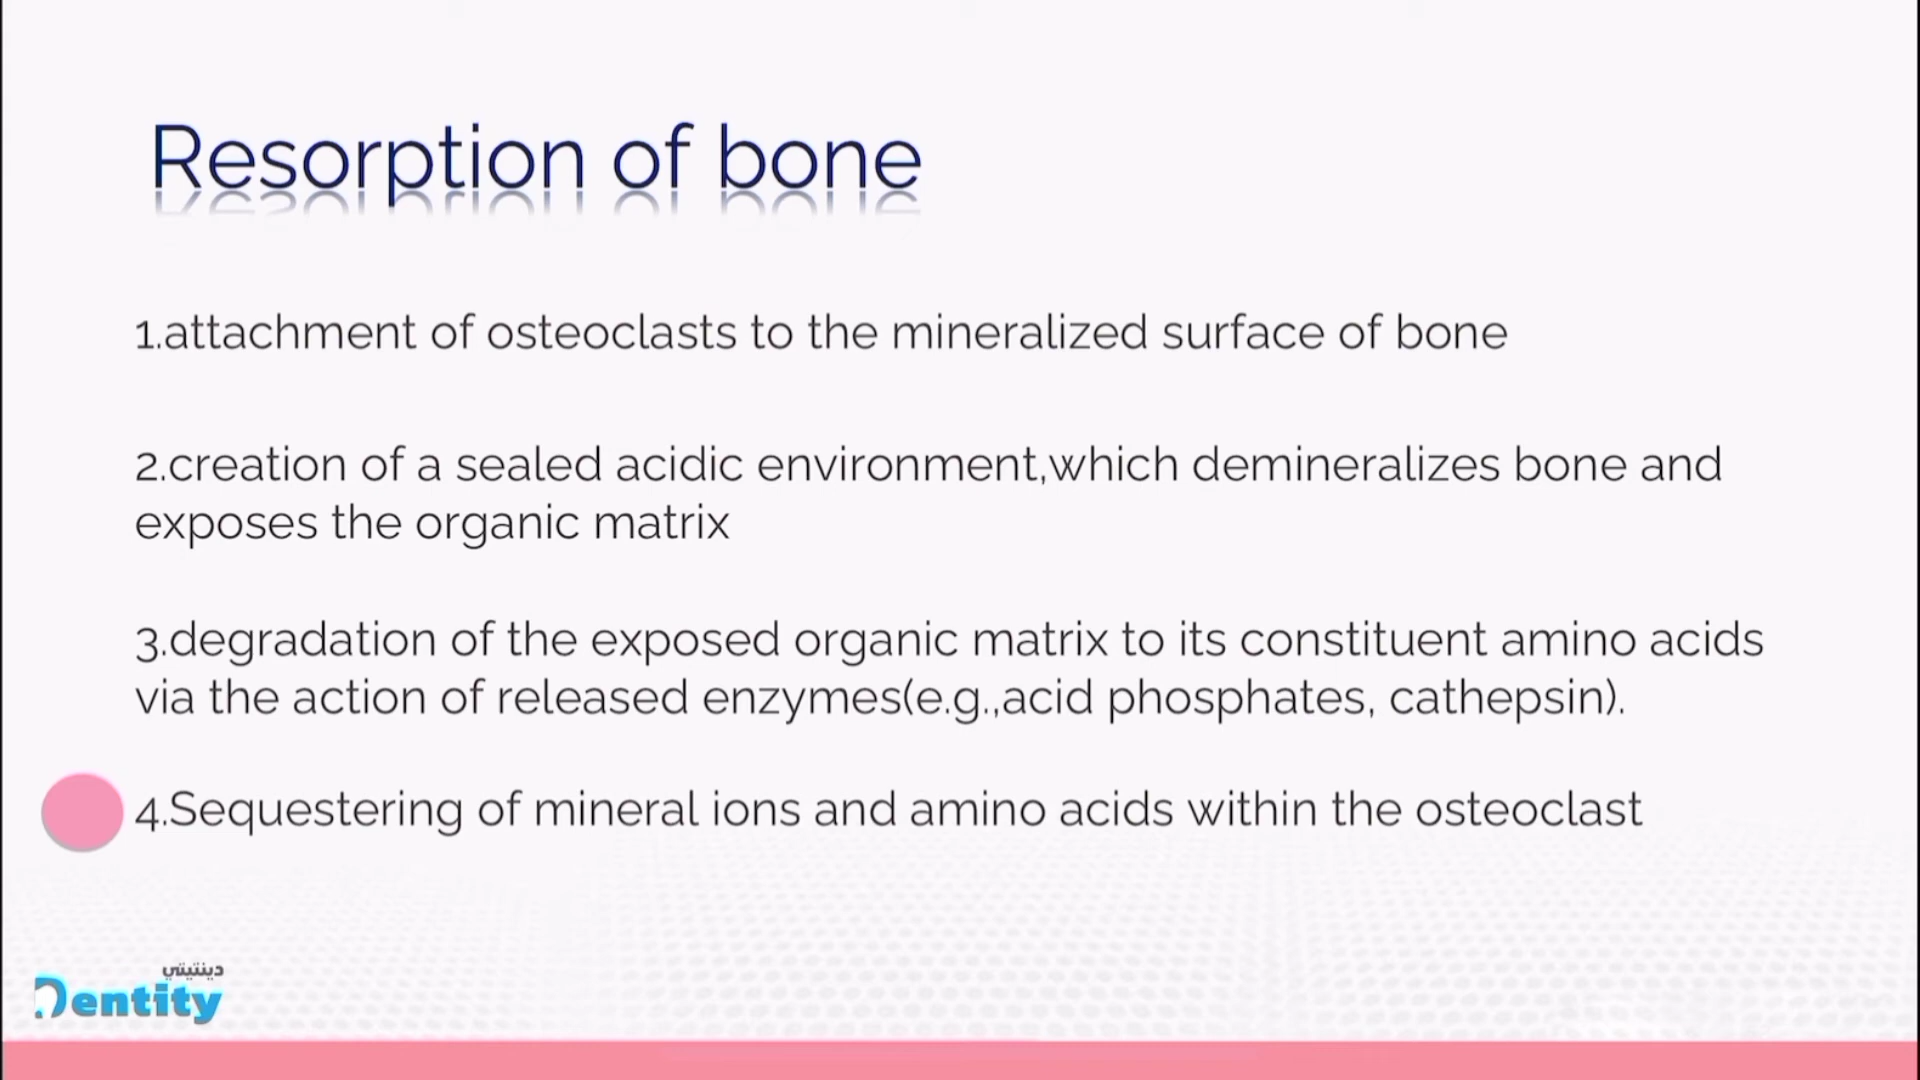 Resorption of bone
1.attachment of osteoclasts to the mineralized surface of bone
2.creation of a sealed acidic environment,which demineralizes bone and
exposes the organic matrix
3.degradation of the exposed organic matrix to its constituent amino acids
via the action of released enzymes(e.g.,acid phosphates, cathepsin).
4.Sequestering of mineral ions and amino acids within the osteoclast
دينتيتي
Dentity